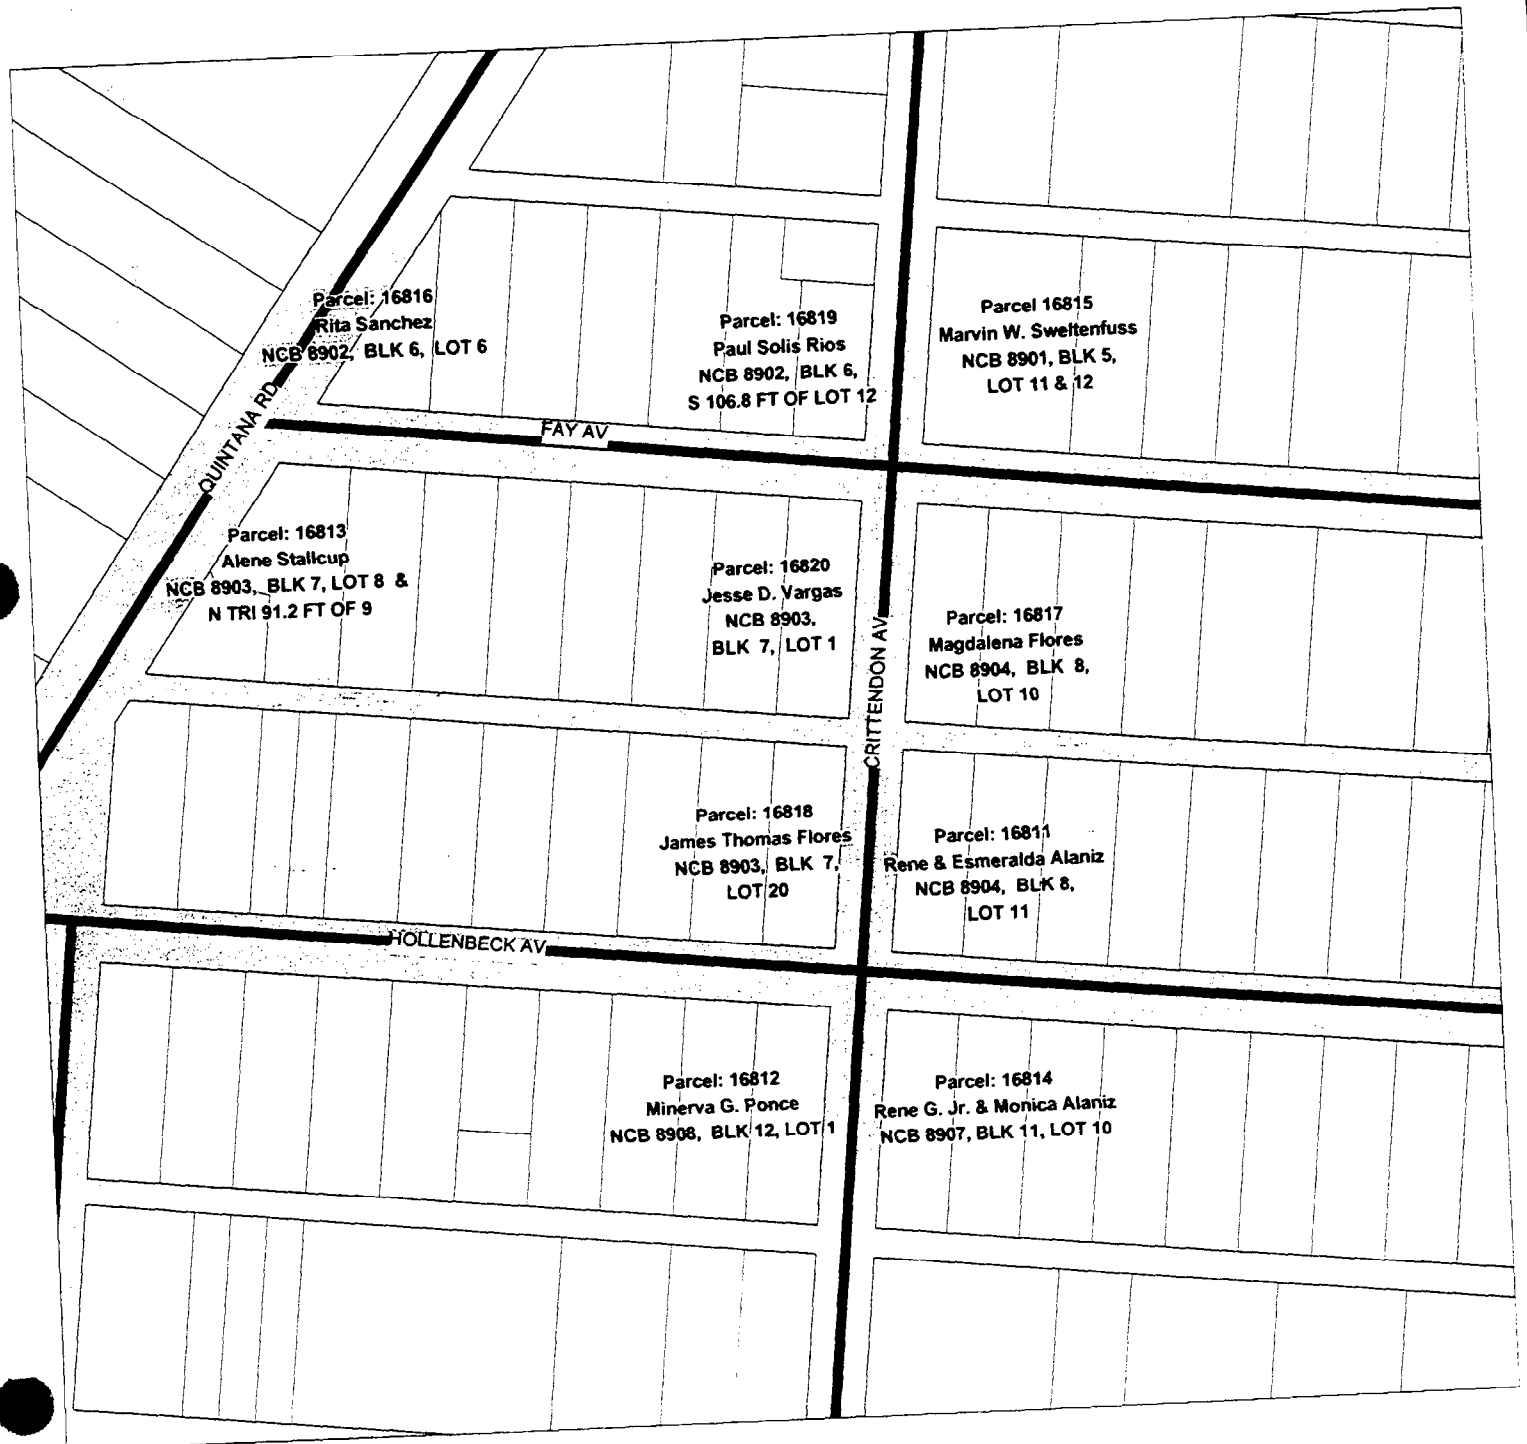 Parcel: 16816
Rita Sanchez
NCB 8902, BLK 6, LOT 6
Parcel: 16819
Paul Solis Rios
NCB 8902, BLK 6,
S 106.8 FT OF LOT 12
Parcel 16815
Marvin W. Sweltenfuss
NCB 8901, BLK 5,
LOT 11 & 12
QUINTANA RD
FAY AV
Parcel: 16813
Alene Stallcup
NCB 8903, BLK 7, LOT 8 &
N TRI 91.2 FT OF 9
Parcel: 16820
Jesse D. Vargas
NCB 8903.
BLK 7, LOT 1
CRITTENDON AV
Parcel: 16817
Magdalena Flores
NCB 8904, BLK 8,
LOT 10
Parcel: 16818
James Thomas Flores
NCB 8903, BLK 7,
LOT 20
Parcel: 16811
Rene & Esmeralda Alaniz
NCB 8904, BLK 8,
LOT 11
HOLLENBECK AV
Parcel: 16812
Minerva G. Ponce
NCB 8908, BLK 12, LOT 1
Parcel: 16814
Rene G. Jr. & Monica Alaniz
NCB 8907, BLK 11, LOT 10